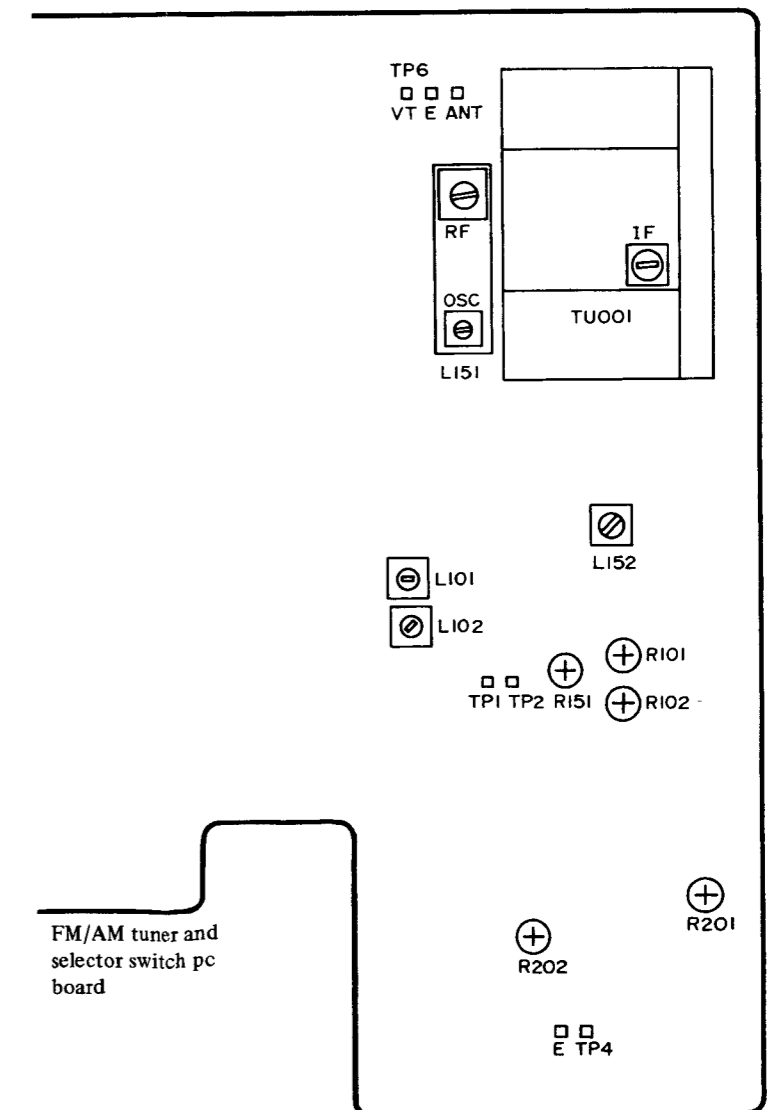 TP6
VT E ANT
RF
IF
OSC
TU001
L151
L152
L101
L102
R101
TP1 TP2 R151
R102
R201
FM/AM tuner and
selector switch pc
board
R202
E TP4